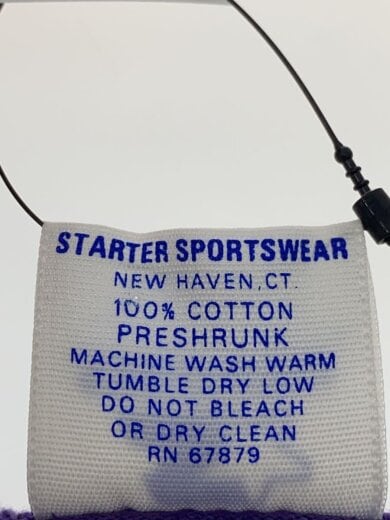 STARTER SPORTSWEAR
NEW HAVEN, CT.
100% COTTON
PRESHRUNK
MACHINE WASH WARM
TUMBLE DRY LOW
DO NOT BLEACH
OR DRY CLEAN
RN 67879